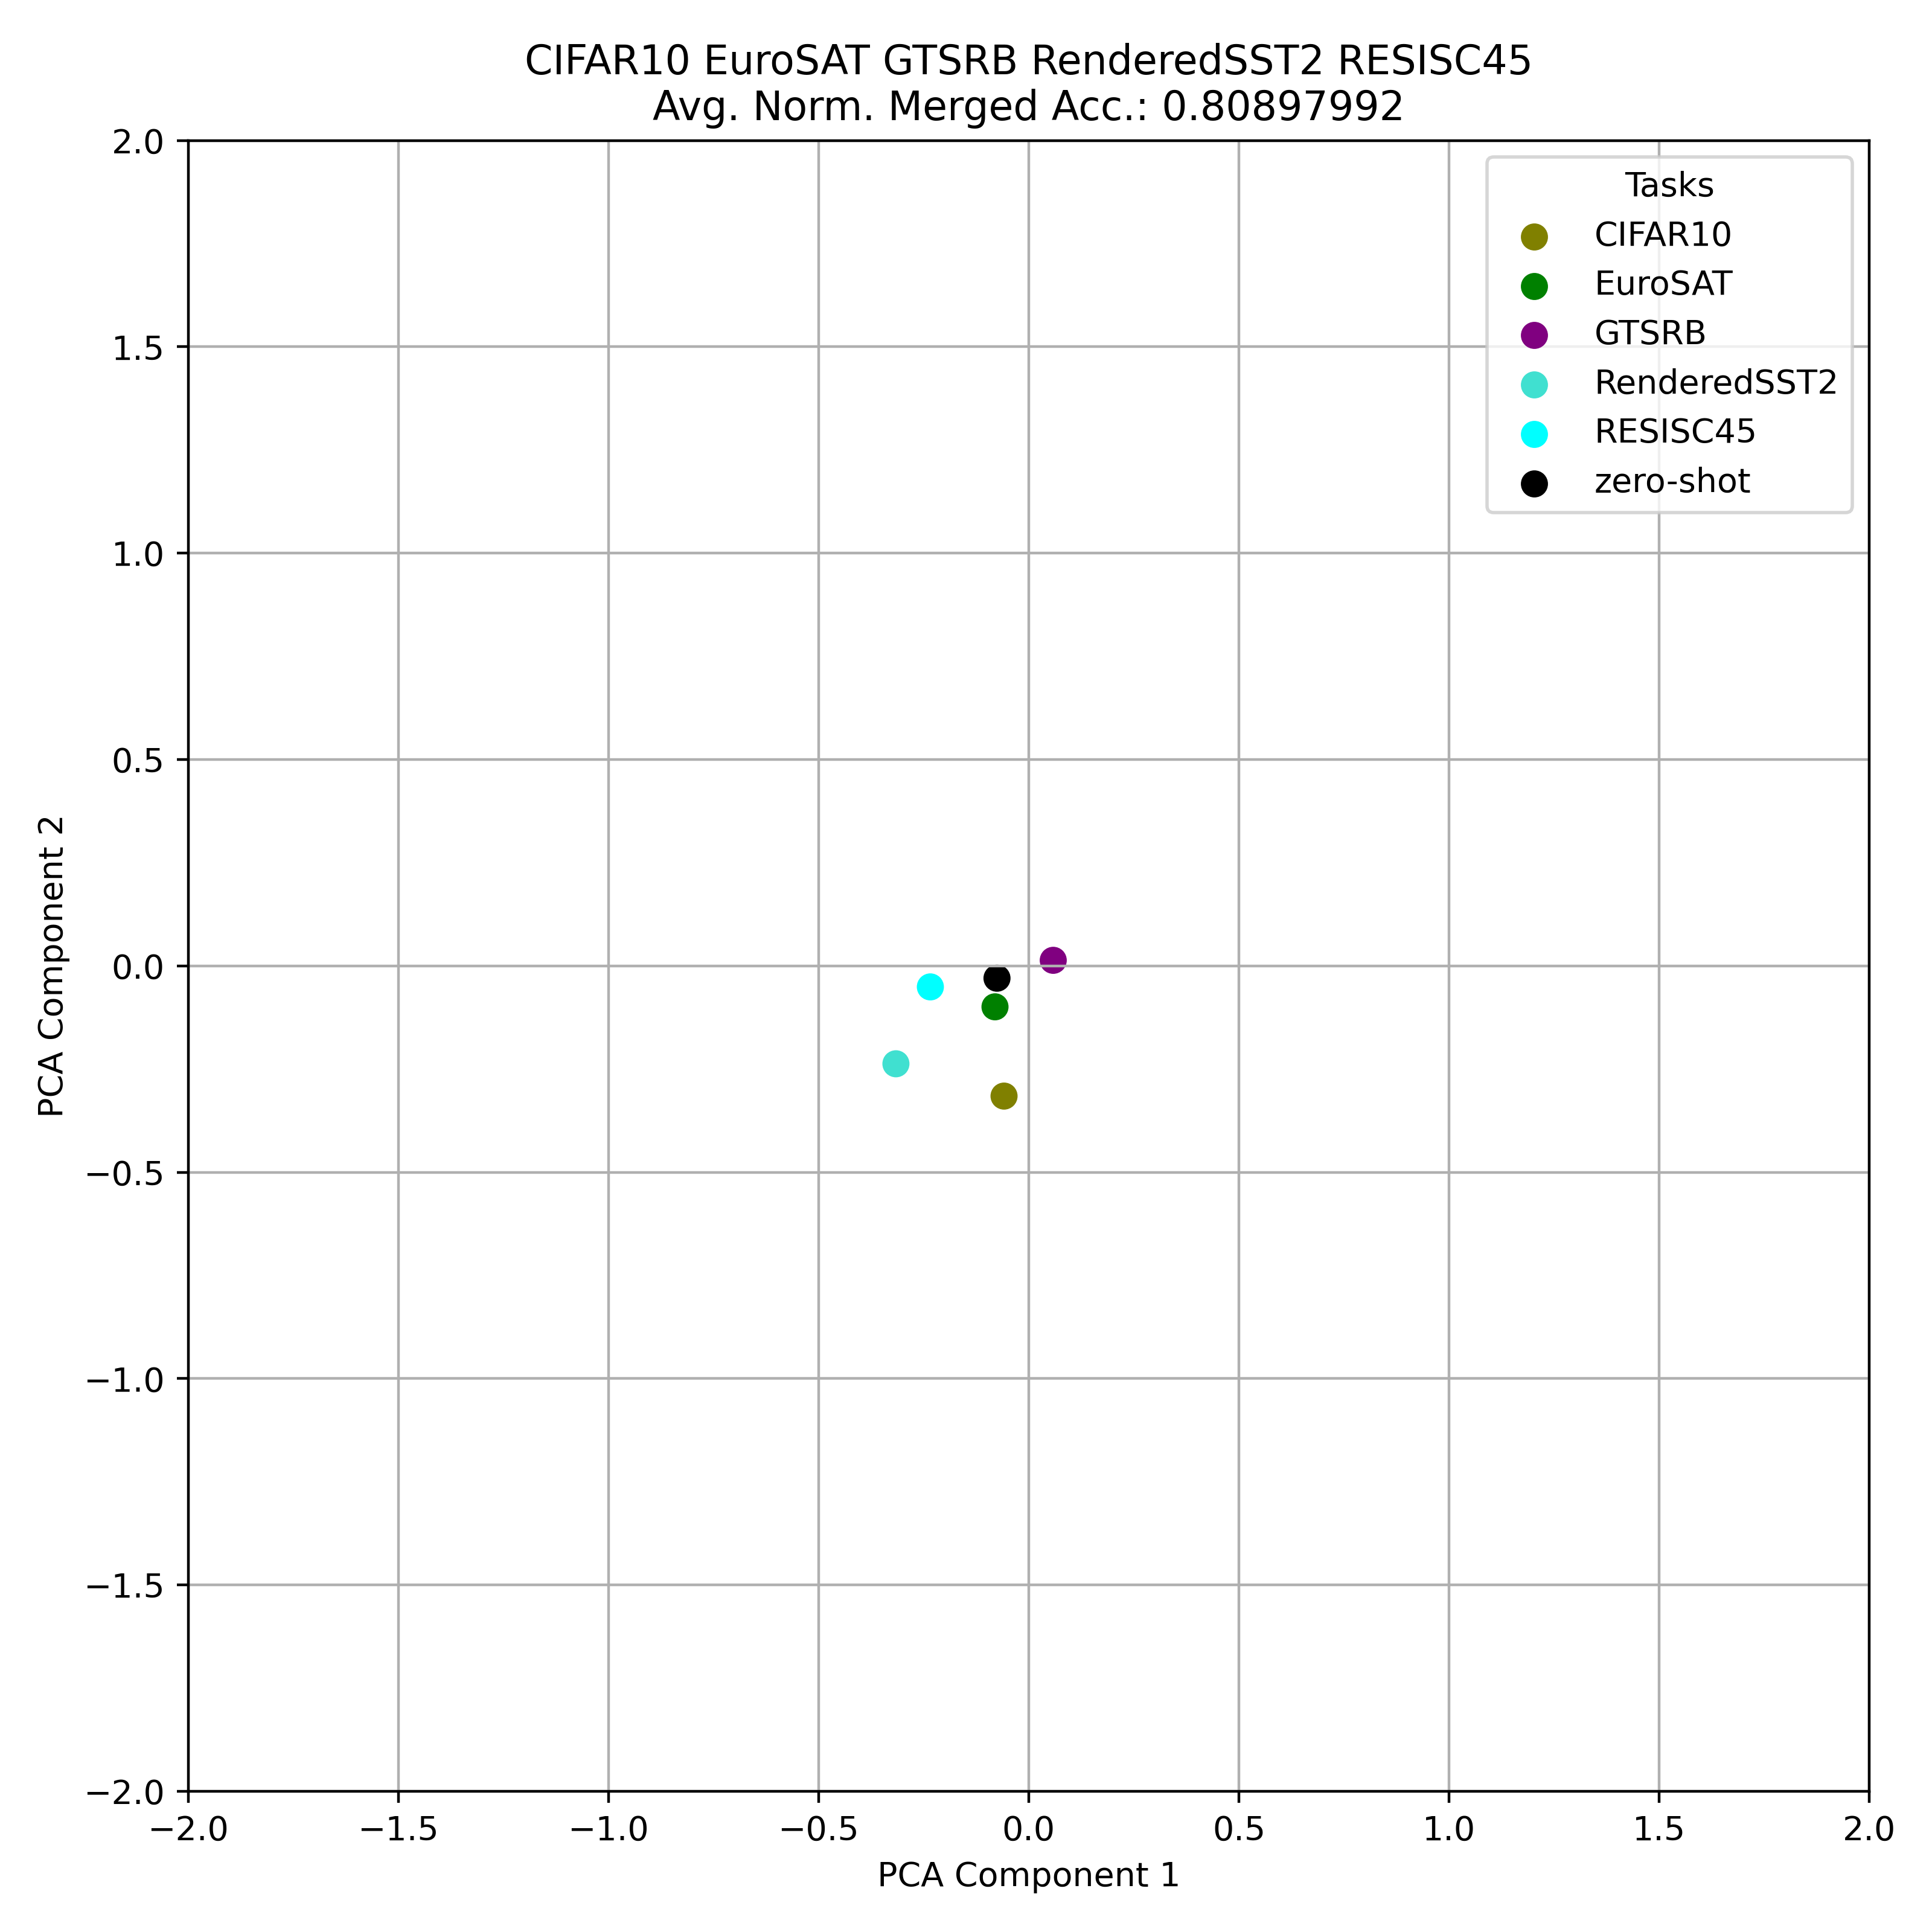 CIFAR10 EuroSAT GTSRB RenderedSST2 RESISC45
Avg. Norm. Merged Acc.: 0.80897992
Tasks
CIFAR10
EuroSAT
GTSRB
RenderedSST2
RESISC45
zero-shot
PCA Component 2
2.0
1.5
1.0
0.5
0.0
−0.5
−1.0
−1.5
−2.0
−2.0 −1.5 −1.0 −0.5 0.0 0.5 1.0 1.5 2.0
PCA Component 1